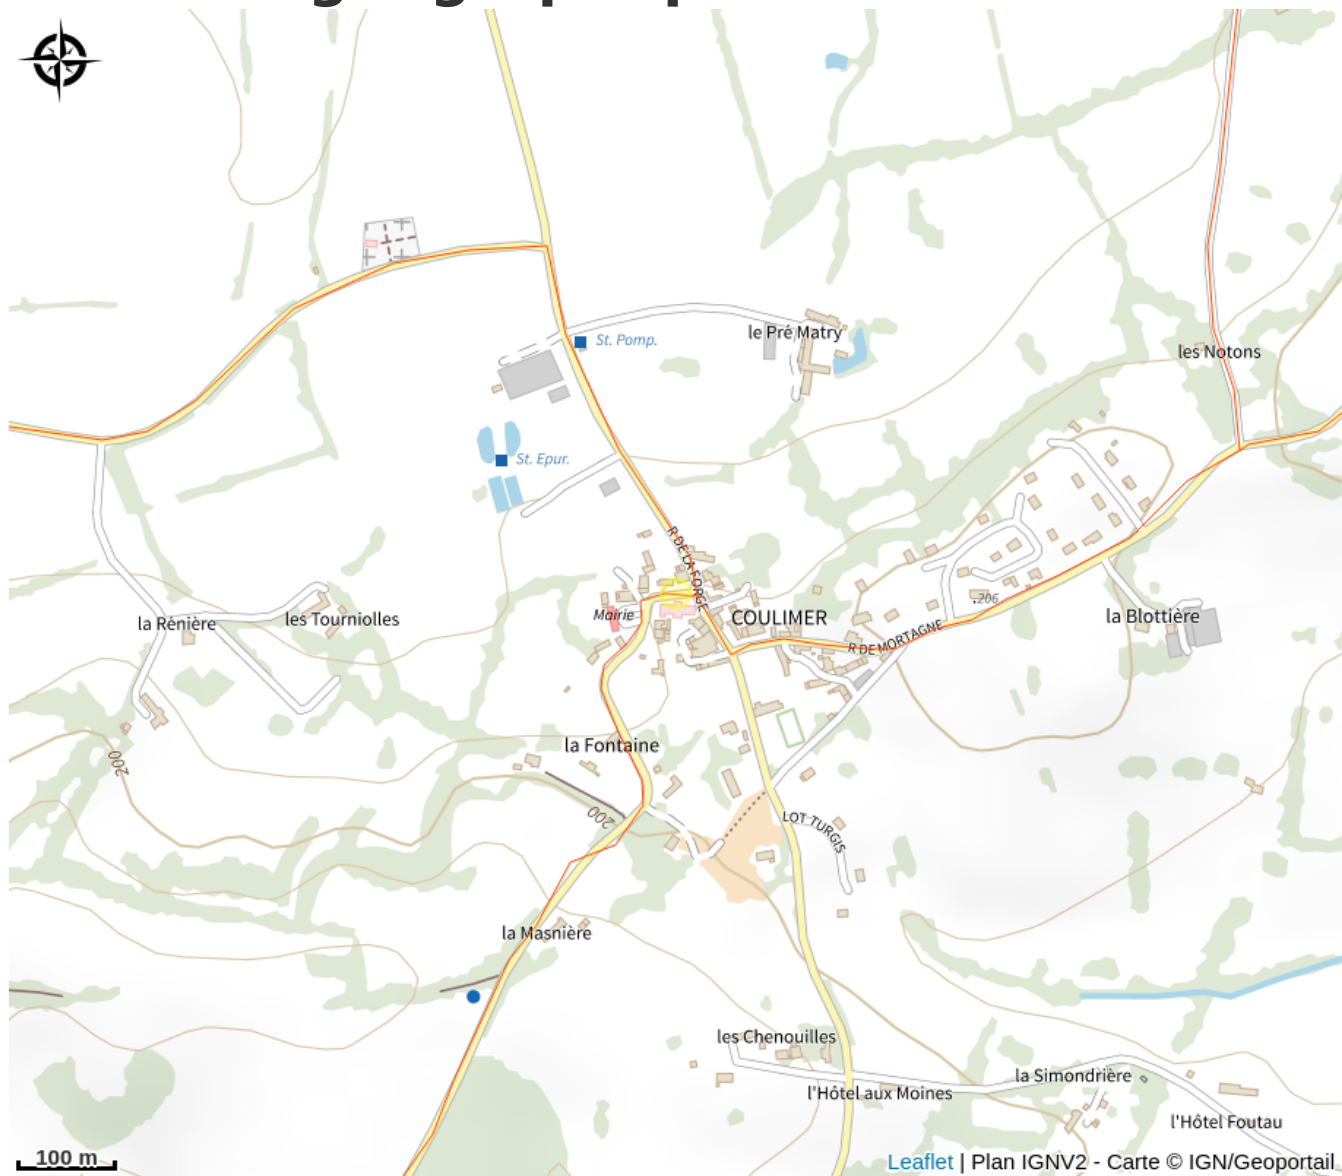 St. Pomp.
le Pré Matry
les Notons
St. Epur.
R DE LA FORGE
.206
Mairie
COULIMER
la Rénière
les Tourniolles
la Blottière
R DE MORTAGNE
la Fontaine
200
200
LOT TURGIS
la Masnière
les Chenouilles
la Simondrière
l'Hôtel aux Moines
l'Hôtel Foutau
100 m
Leaflet | Plan IGNV2 - Carte © IGN/Geoportail